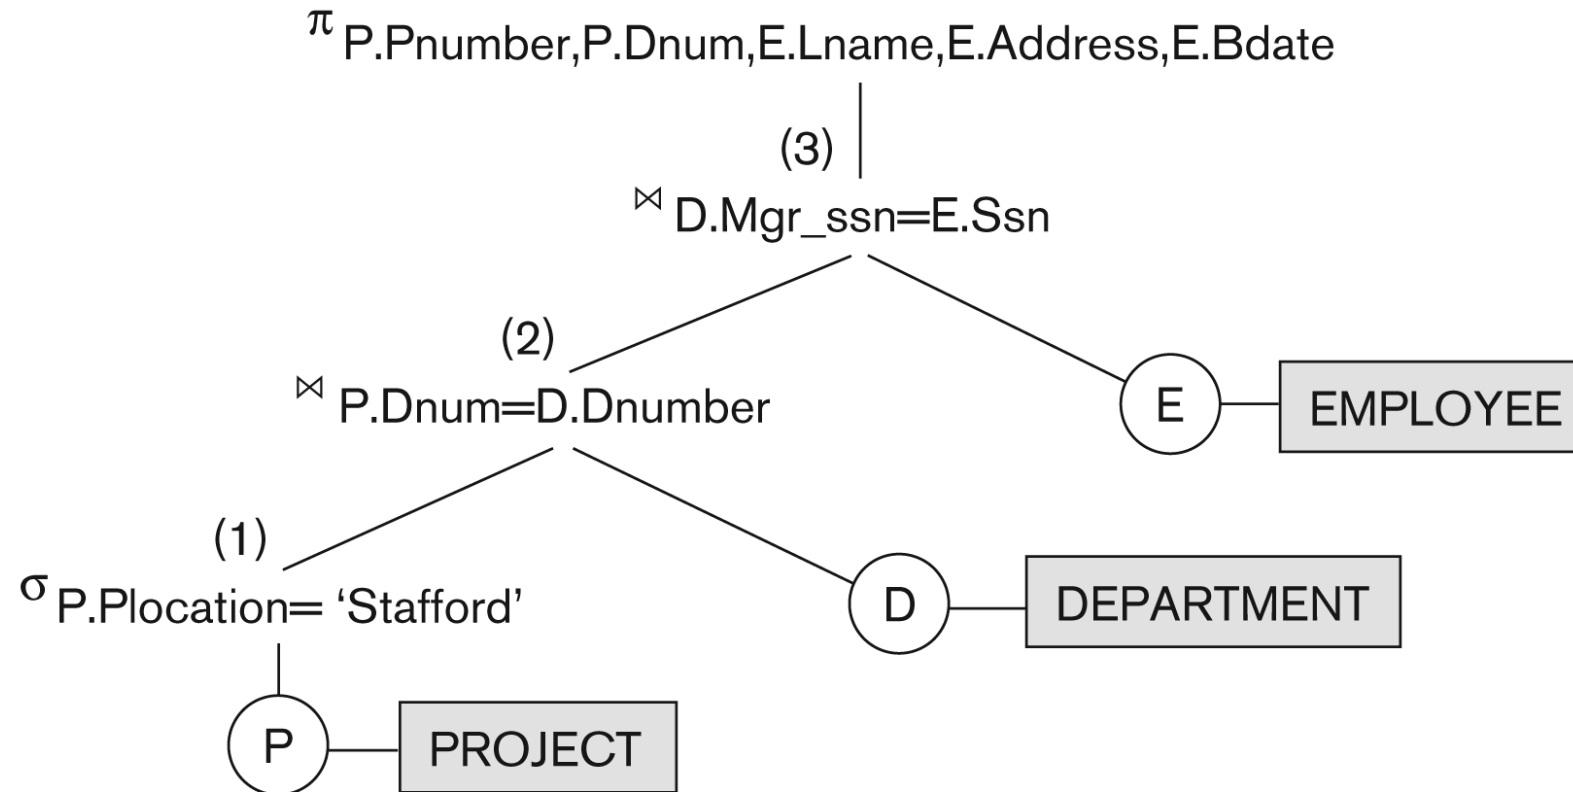 π P.Pnumber,P.Dnum,E.Lname,E.Address,E.Bdate
(3)
⋈ D.Mgr_ssn=E.Ssn
(2)
⋈ P.Dnum=D.Dnumber
E
EMPLOYEE
(1)
σ P.Plocation= ‘Stafford’
D
DEPARTMENT
P
PROJECT